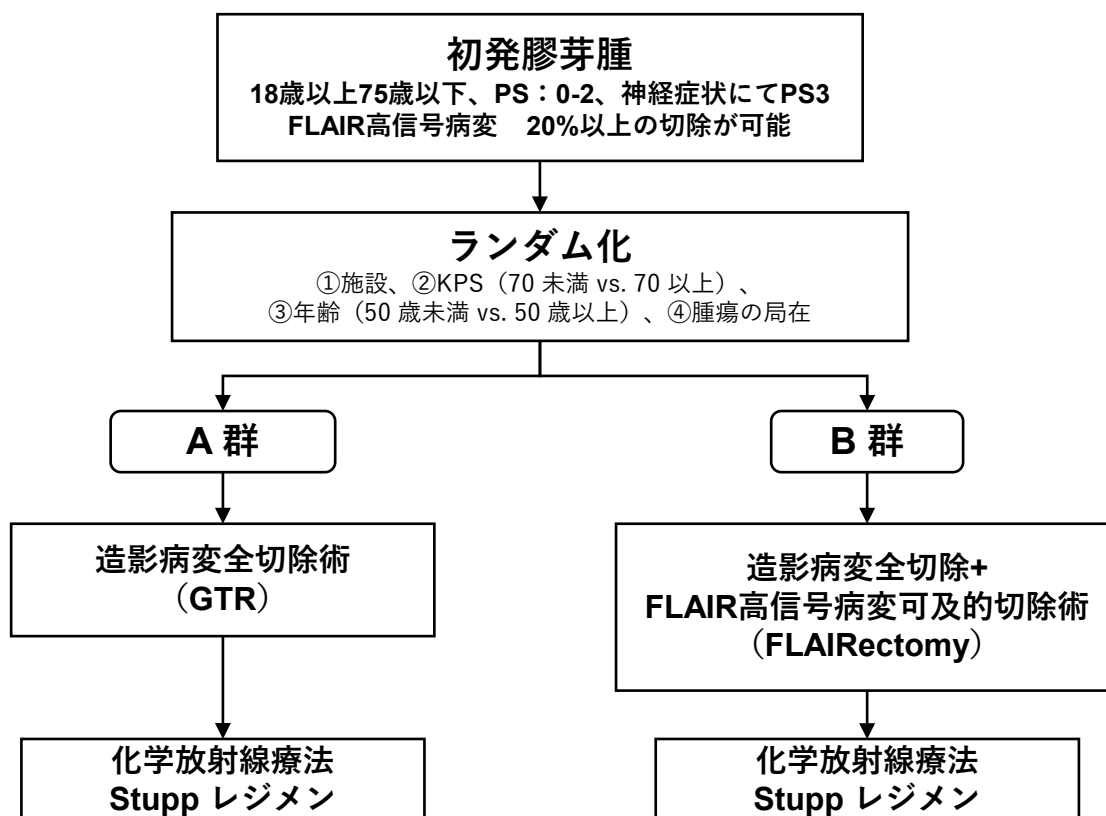 初発膠芽腫
18歳以上75歳以下、PS：0-2、神経症状にてPS3
FLAIR高信号病変　20%以上の切除が可能
ランダム化
①施設、②KPS（70 未満 vs. 70 以上）、
③年齢（50 歳未満 vs. 50 歳以上）、④腫瘍の局在
A 群
B 群
造影病変全切除術
（GTR）
造影病変全切除+
FLAIR高信号病変可及的切除術
（FLAIRectomy）
化学放射線療法
Stupp レジメン
化学放射線療法
Stupp レジメン